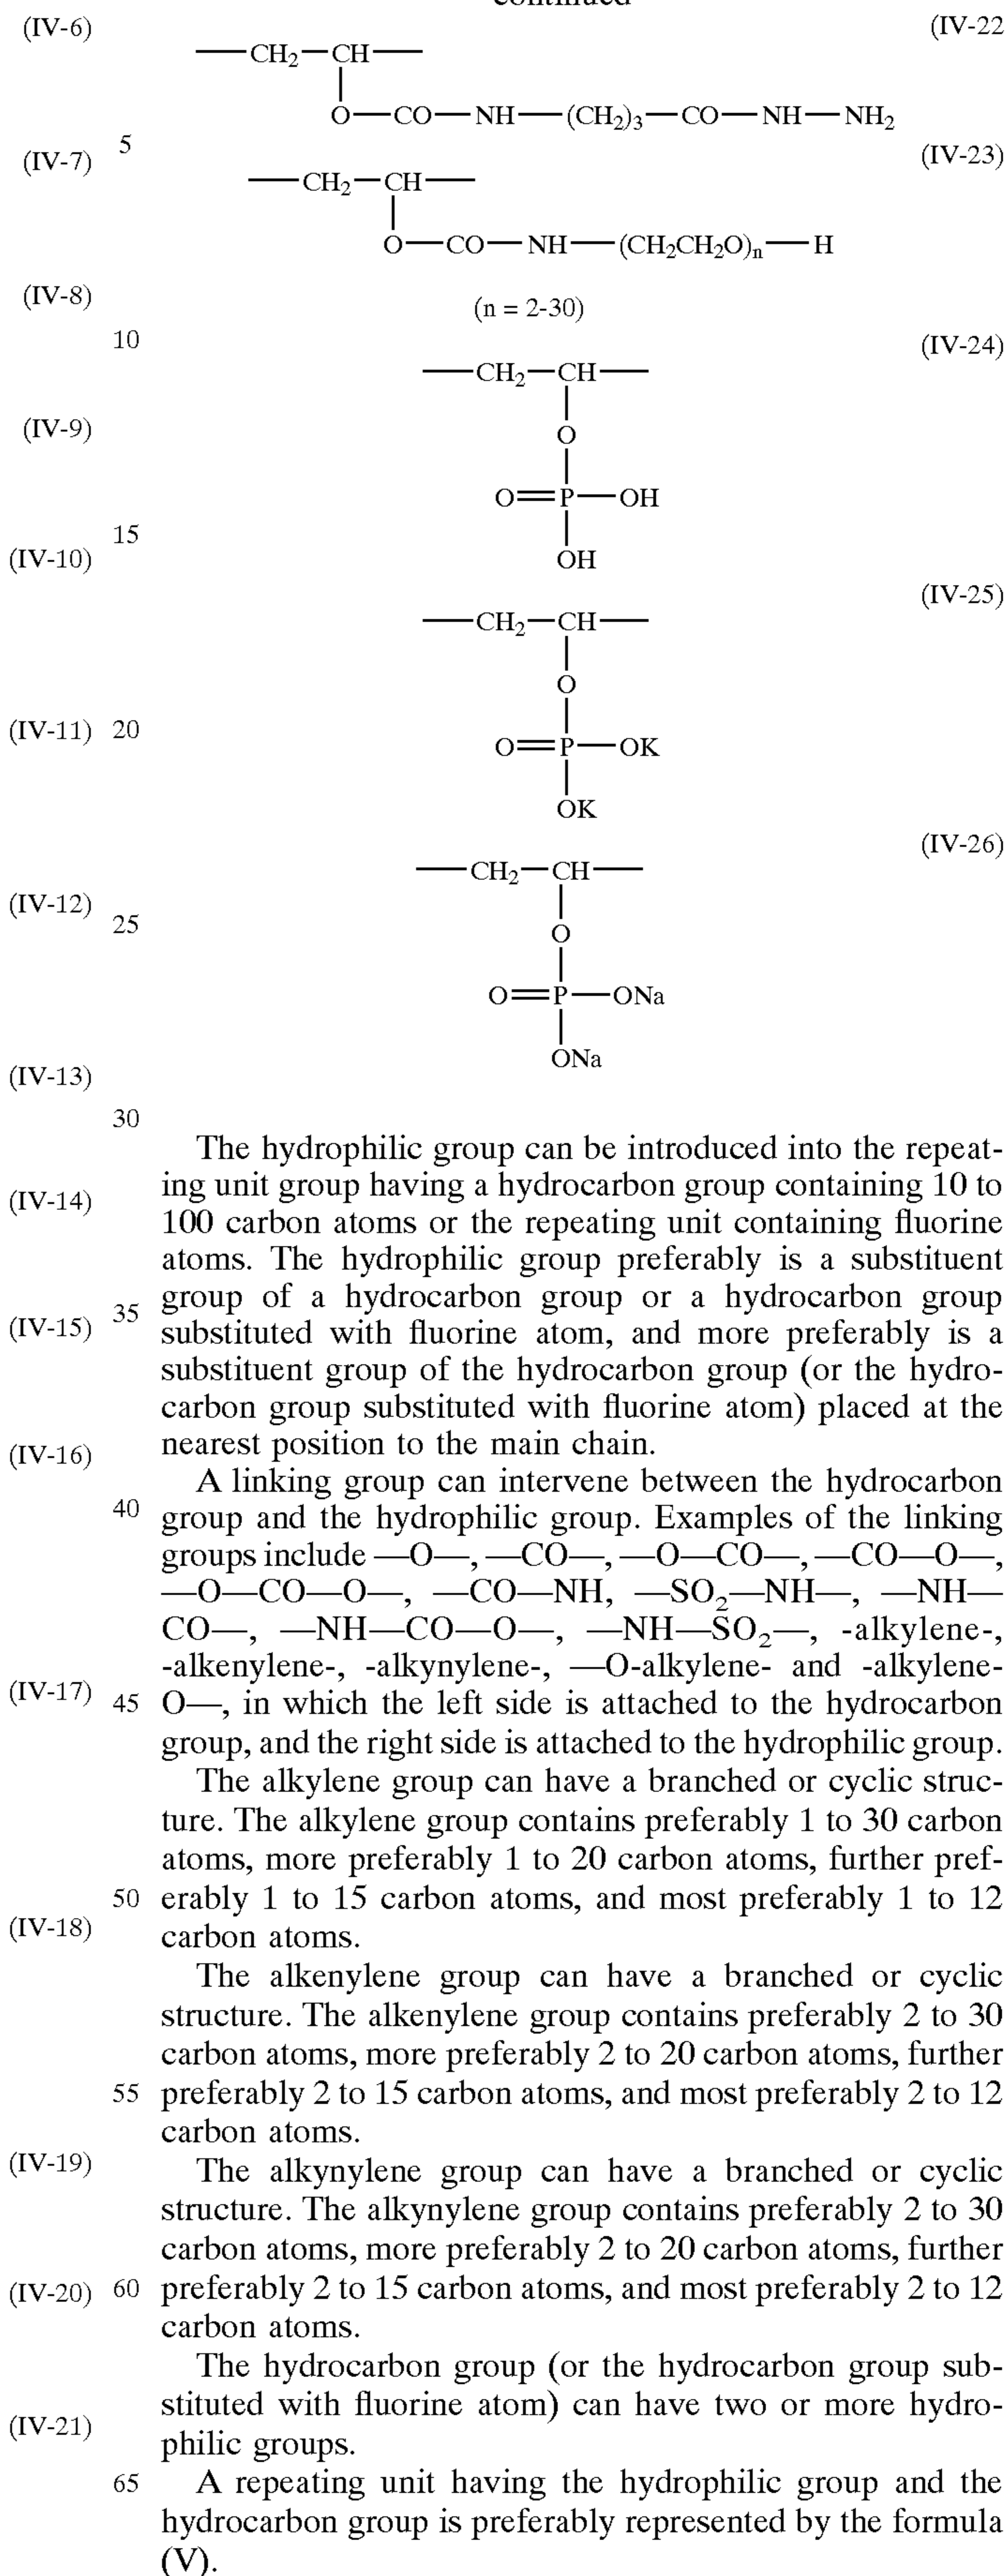 continued
(IV-6)
(IV-22
—CH2—CH—
O—CO—NH—(CH2)3—CO—NH—NH2
5
(IV-7)
(IV-23)
—CH2—CH—
O—CO—NH—(CH2CH2O)n—H
(IV-8)
(n = 2-30)
10
(IV-24)
—CH2—CH—
(IV-9)
O
O=P—OH
15
OH
(IV-10)
(IV-25)
—CH2—CH—
O
(IV-11)
20
O=P—OK
OK
(IV-26)
—CH2—CH—
(IV-12)
25
O
O=P—ONa
ONa
(IV-13)
30
The hydrophilic group can be introduced into the repeat-
ing unit group having a hydrocarbon group containing 10 to
(IV-14)
100 carbon atoms or the repeating unit containing fluorine
atoms. The hydrophilic group preferably is a substituent
35 group of a hydrocarbon group or a hydrocarbon group
(IV-15)
substituted with fluorine atom, and more preferably is a
substituent group of the hydrocarbon group (or the hydro-
carbon group substituted with fluorine atom) placed at the
nearest position to the main chain.
(IV-16)
A linking group can intervene between the hydrocarbon
40 group and the hydrophilic group. Examples of the linking
groups include —O—, —CO—, —O—CO—, —CO—O—,
—O—CO—O—, —CO—NH, —SO2—NH—, —NH—
CO—, —NH—CO—O—, —NH—SO2—, -alkylene-,
-alkenylene-, -alkynylene-, —O-alkylene- and -alkylene-
(IV-17)
45 O—, in which the left side is attached to the hydrocarbon
group, and the right side is attached to the hydrophilic group.
The alkylene group can have a branched or cyclic struc-
ture. The alkylene group contains preferably 1 to 30 carbon
atoms, more preferably 1 to 20 carbon atoms, further pref-
50 erably 1 to 15 carbon atoms, and most preferably 1 to 12
(IV-18)
carbon atoms.
The alkenylene group can have a branched or cyclic
structure. The alkenylene group contains preferably 2 to 30
carbon atoms, more preferably 2 to 20 carbon atoms, further
55 preferably 2 to 15 carbon atoms, and most preferably 2 to 12
carbon atoms.
(IV-19)
The alkynylene group can have a branched or cyclic
structure. The alkynylene group contains preferably 2 to 30
carbon atoms, more preferably 2 to 20 carbon atoms, further
(IV-20)
60 preferably 2 to 15 carbon atoms, and most preferably 2 to 12
carbon atoms.
The hydrocarbon group (or the hydrocarbon group sub-
stituted with fluorine atom) can have two or more hydro-
(IV-21)
philic groups.
65 A repeating unit having the hydrophilic group and the
hydrocarbon group is preferably represented by the formula
(V).